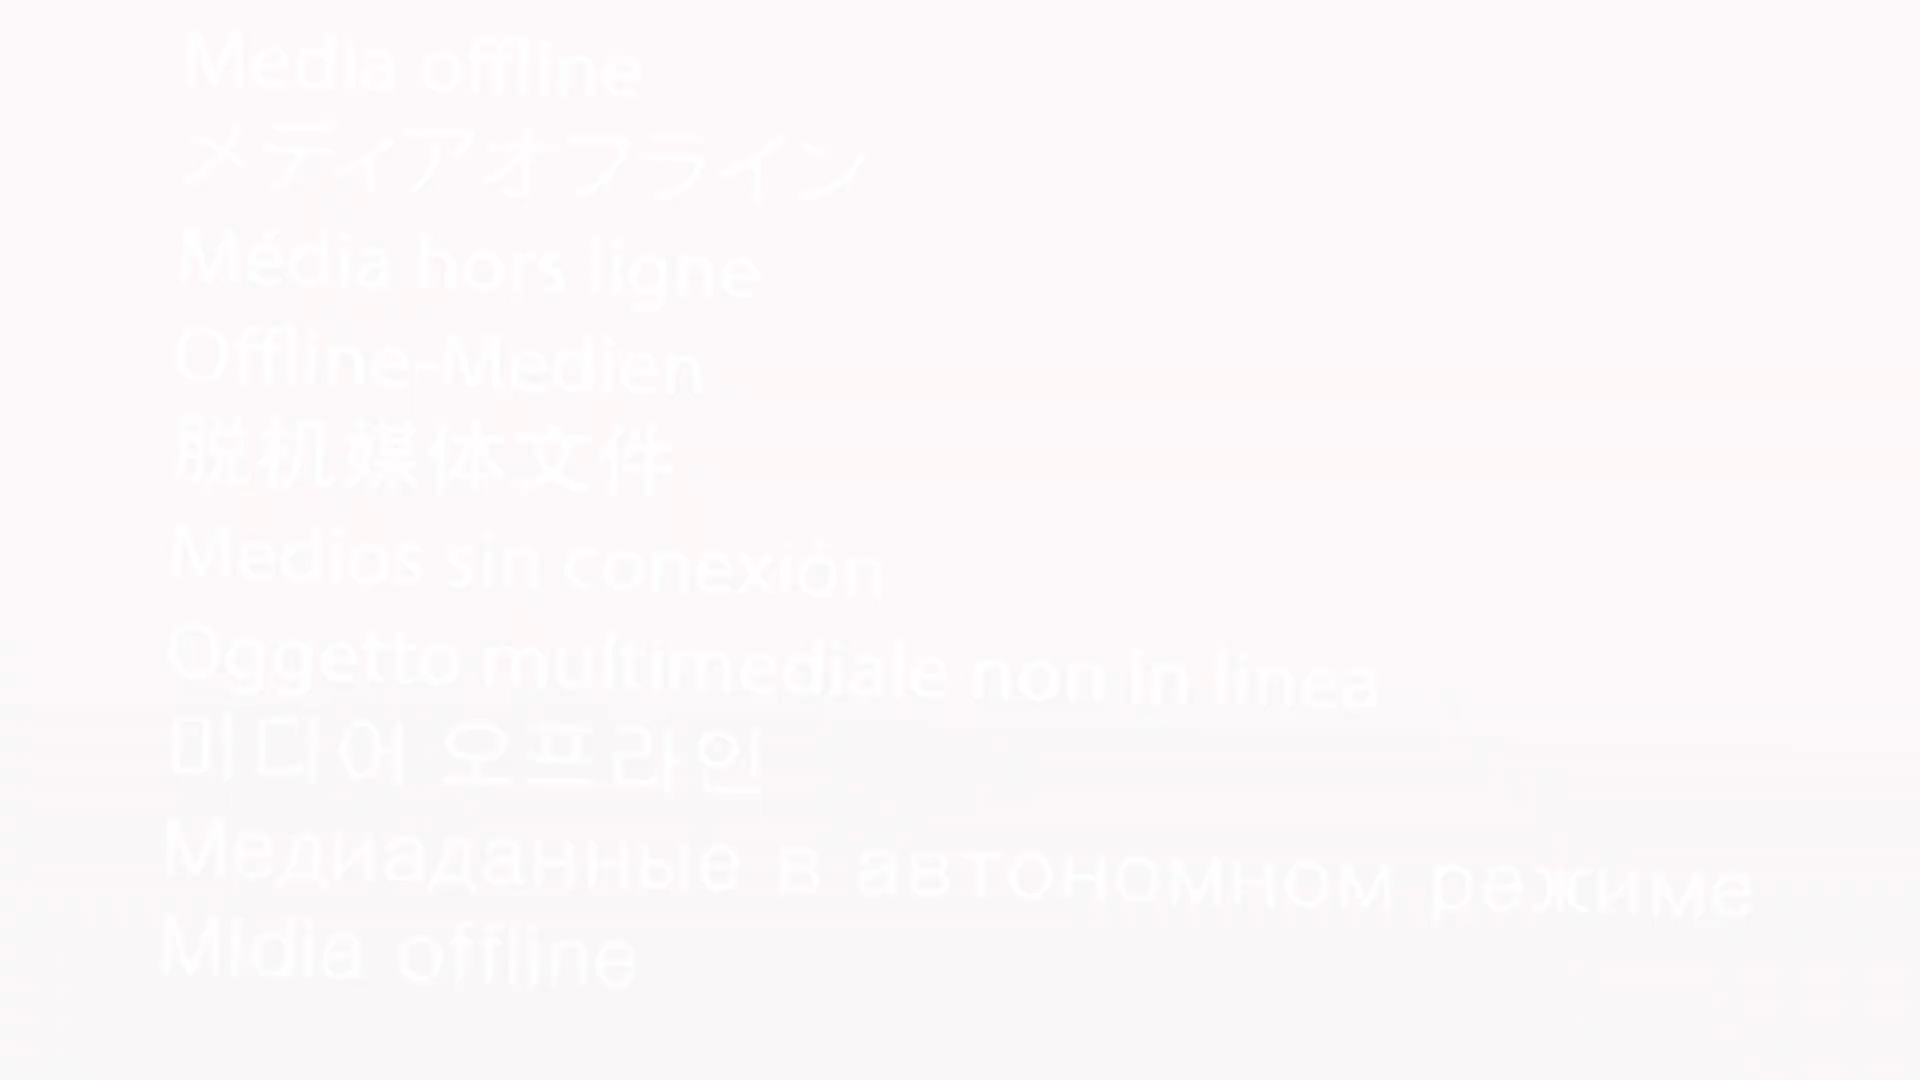 Media offline
メディアオフライン
Média hors ligne
Offline-Medien
脱机媒体文件
Medios sin conexión
Oggetto multimediale non in linea
미디어 오프라인
Медиаданные в автономном режиме
Mídia offline